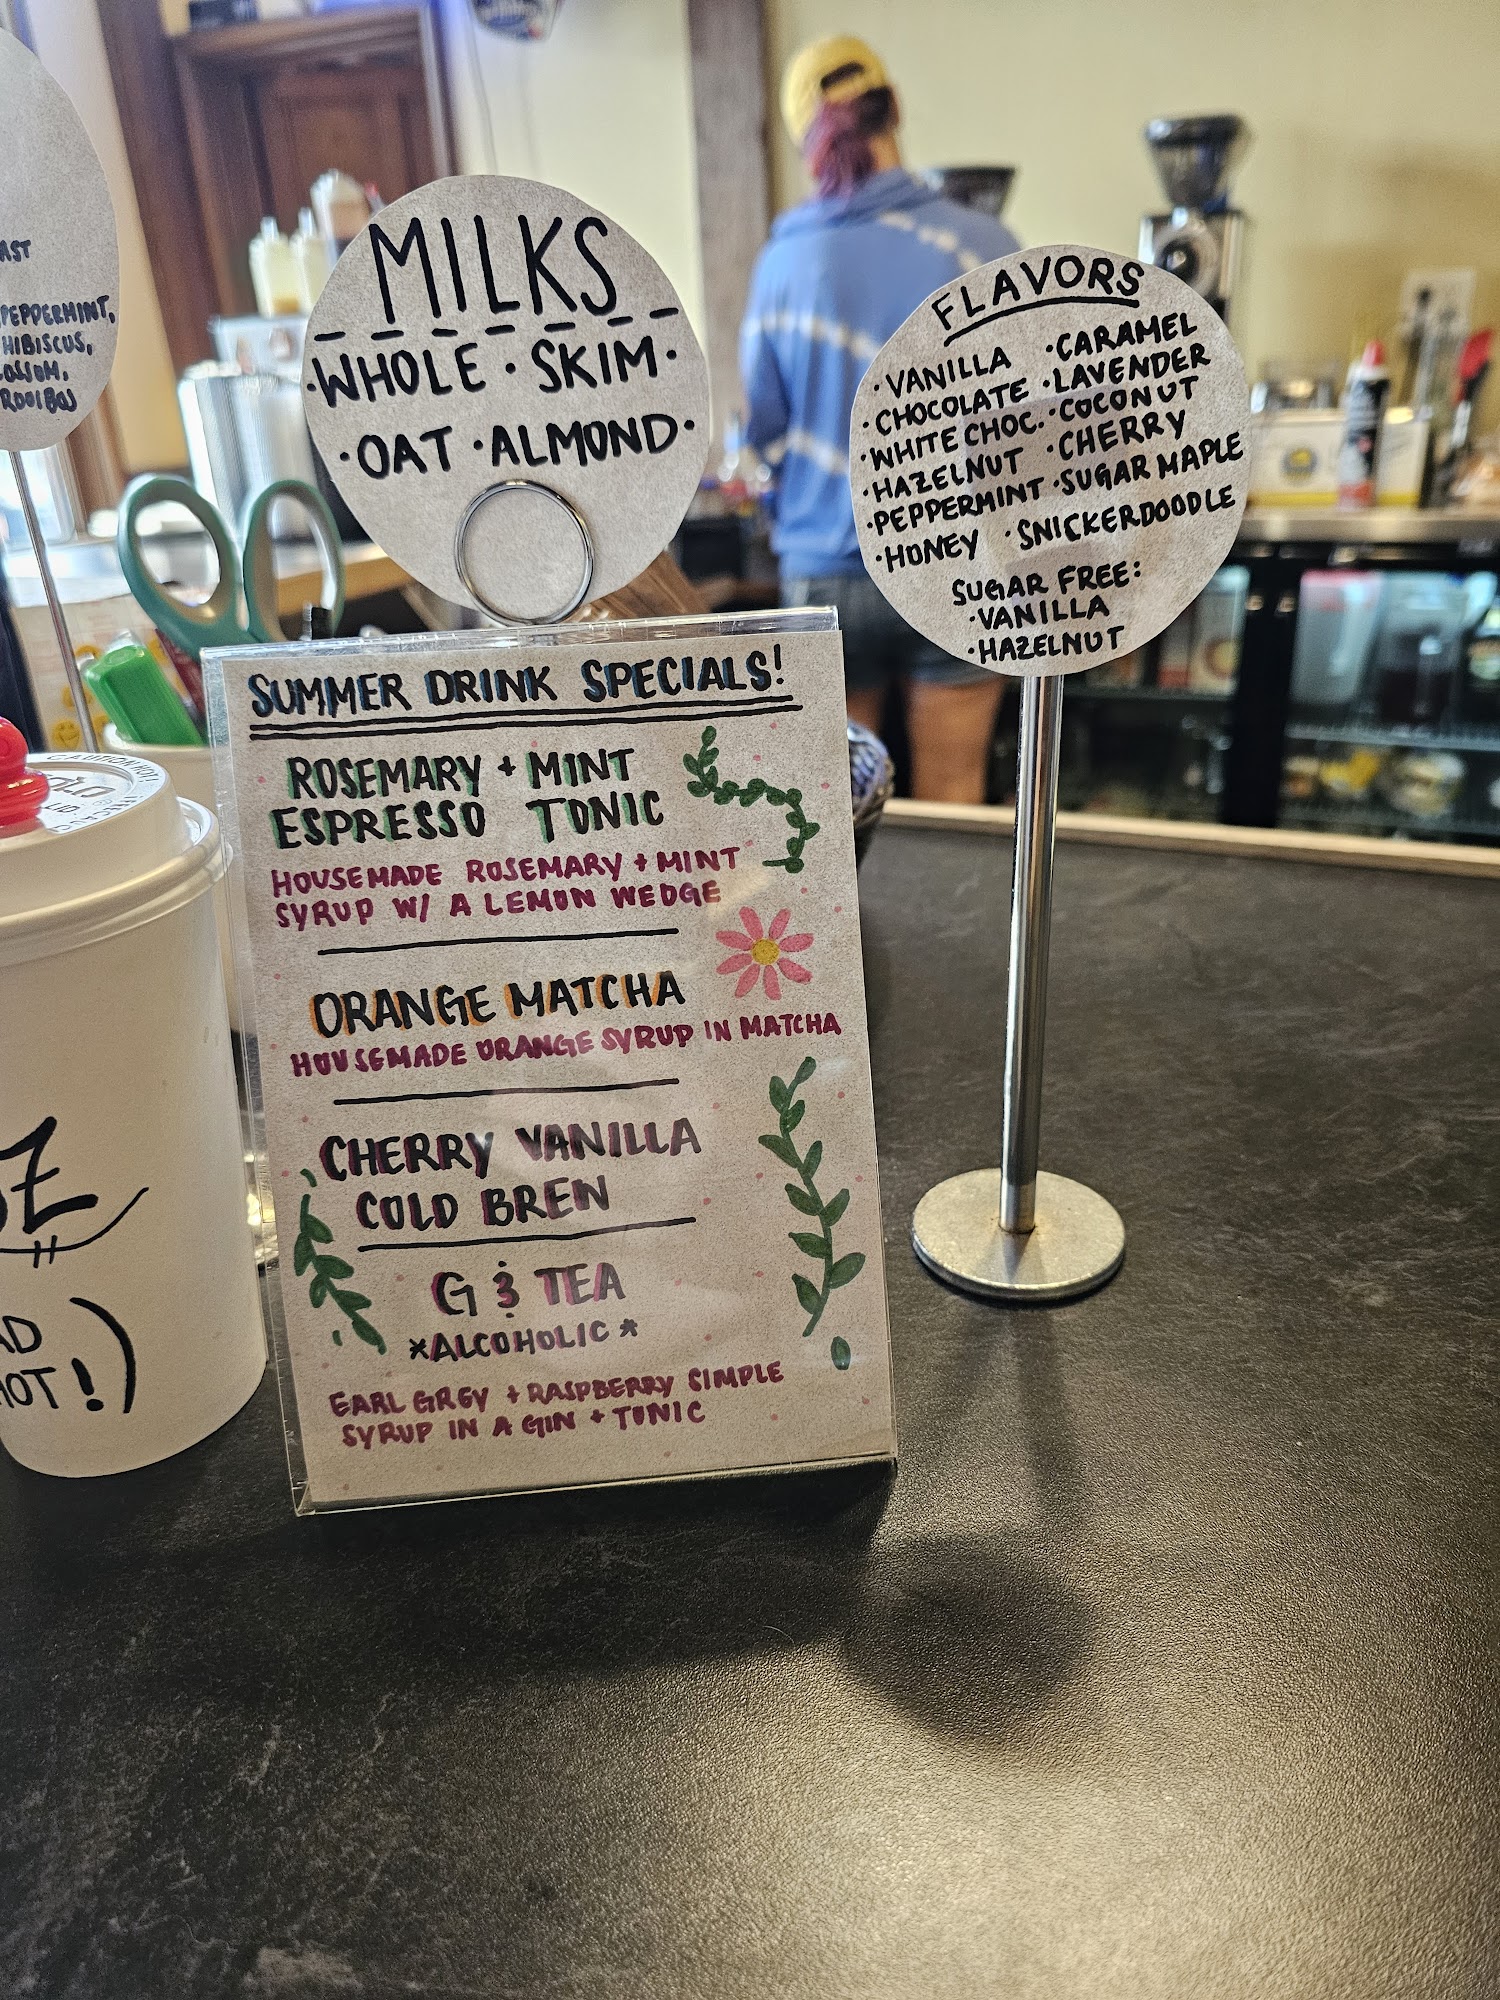 AST
PEPPERMINT,
HIBISCUS,
ROOIBOS
MILKS
·WHOLE · SKIM·
·OAT ·ALMOND·
FLAVORS
·VANILLA ·CARAMEL
·CHOCOLATE ·LAVENDER
·WHITE CHOC. ·COCONUT
·HAZELNUT ·CHERRY
·PEPPERMINT ·SUGAR MAPLE
·HONEY ·SNICKERDOODLE
SUGAR FREE:
·VANILLA
·HAZELNUT
SUMMER DRINK SPECIALS!
ROSEMARY + MINT
ESPRESSO TONIC
HOUSEMADE ROSEMARY + MINT
SYRUP W/ A LEMON WEDGE
ORANGE MATCHA
HOUSEMADE ORANGE SYRUP IN MATCHA
CHERRY VANILLA
COLD BREW
G & TEA
*ALCOHOLIC*
EARL GREY + RASPBERRY SIMPLE
SYRUP IN A GIN + TONIC
AD
HOT!)